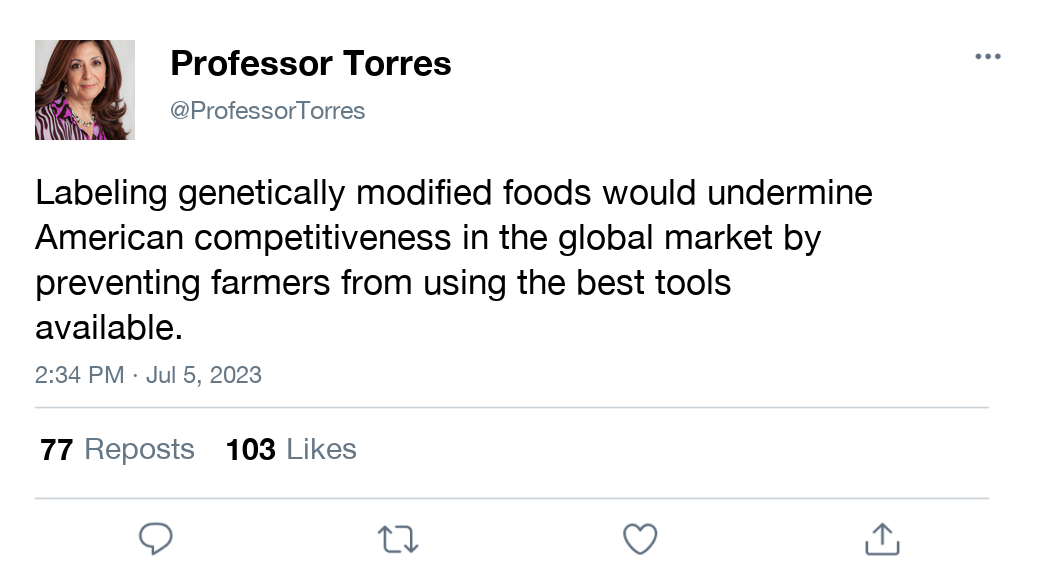 Professor Torres
@ProfessorTorres
Labeling genetically modified foods would undermine
American competitiveness in the global market by
preventing farmers from using the best tools
available.
2:34 PM · Jul 5, 2023
77 Reposts 103 Likes